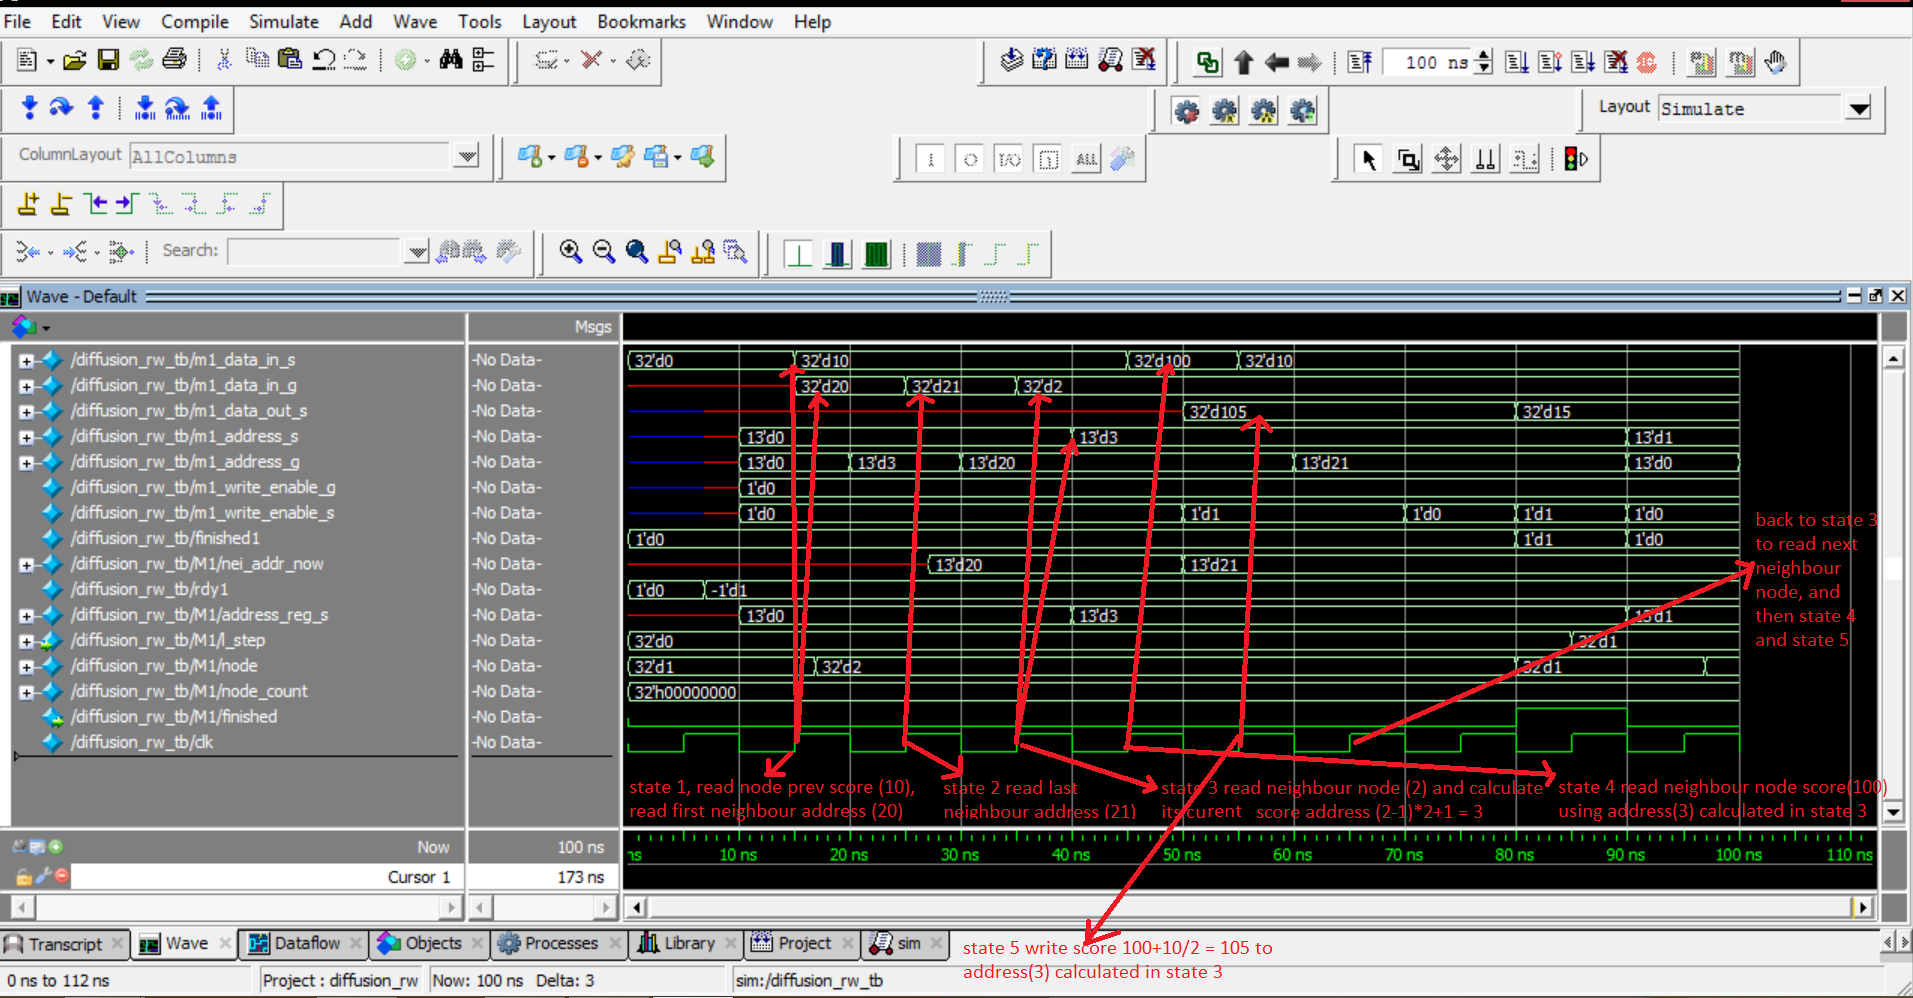 File Edit View Compile Simulate Add Wave Tools Layout Bookmarks Window Help
100 ns
Layout Simulate
ColumnLayout AllColumns
ALL
Search:
Wave - Default
Msgs
/diffusion_rw_tb/m1_data_in_s -No Data- 32'd0 32'd10 32'd100 32'd10
/diffusion_rw_tb/m1_data_in_g -No Data- 32'd20 32'd21 32'd2
/diffusion_rw_tb/m1_data_out_s -No Data- 32'd105 32'd15
/diffusion_rw_tb/m1_address_s -No Data- 13'd0 13'd3 13'd1
/diffusion_rw_tb/m1_address_g -No Data- 13'd0 13'd3 13'd20 13'd21 13'd0
/diffusion_rw_tb/m1_write_enable_g -No Data- 1'd0
/diffusion_rw_tb/m1_write_enable_s -No Data- 1'd0 1'd1 1'd0 1'd1 1'd0
/diffusion_rw_tb/finished1 -No Data- 1'd0 1'd1 1'd0
/diffusion_rw_tb/M1/nei_addr_now -No Data- 13'd20 13'd21
/diffusion_rw_tb/rdy1 -No Data- 1'd0 -1'd1
/diffusion_rw_tb/M1/address_reg_s -No Data- 13'd0 13'd3 13'd1
/diffusion_rw_tb/M1/l_step -No Data- 32'd0 32'd1
/diffusion_rw_tb/M1/node -No Data- 32'd1 32'd2 32'd1
/diffusion_rw_tb/M1/node_count -No Data- 32'h00000000
/diffusion_rw_tb/M1/finished -No Data-
/diffusion_rw_tb/clk -No Data-
back to state 3
to read next
neighbour
node, and
then state 4
and state 5
state 1, read node prev score (10),
read first neighbour address (20)
state 2 read last
neighbour address (21)
state 3 read neighbour node (2) and calculate
its curent score address (2-1)*2+1 = 3
state 4 read neighbour node score(100)
using address(3) calculated in state 3
Now 100 ns
ns 10 ns 20 ns 30 ns 40 ns 50 ns 60 ns 70 ns 80 ns 90 ns 100 ns 110 ns
Cursor 1 173 ns
Transcript Wave Dataflow Objects Processes Library Project sim
state 5 write score 100+10/2 = 105 to
address(3) calculated in state 3
0 ns to 112 ns Project : diffusion_rw Now: 100 ns Delta: 3 sim:/diffusion_rw_tb